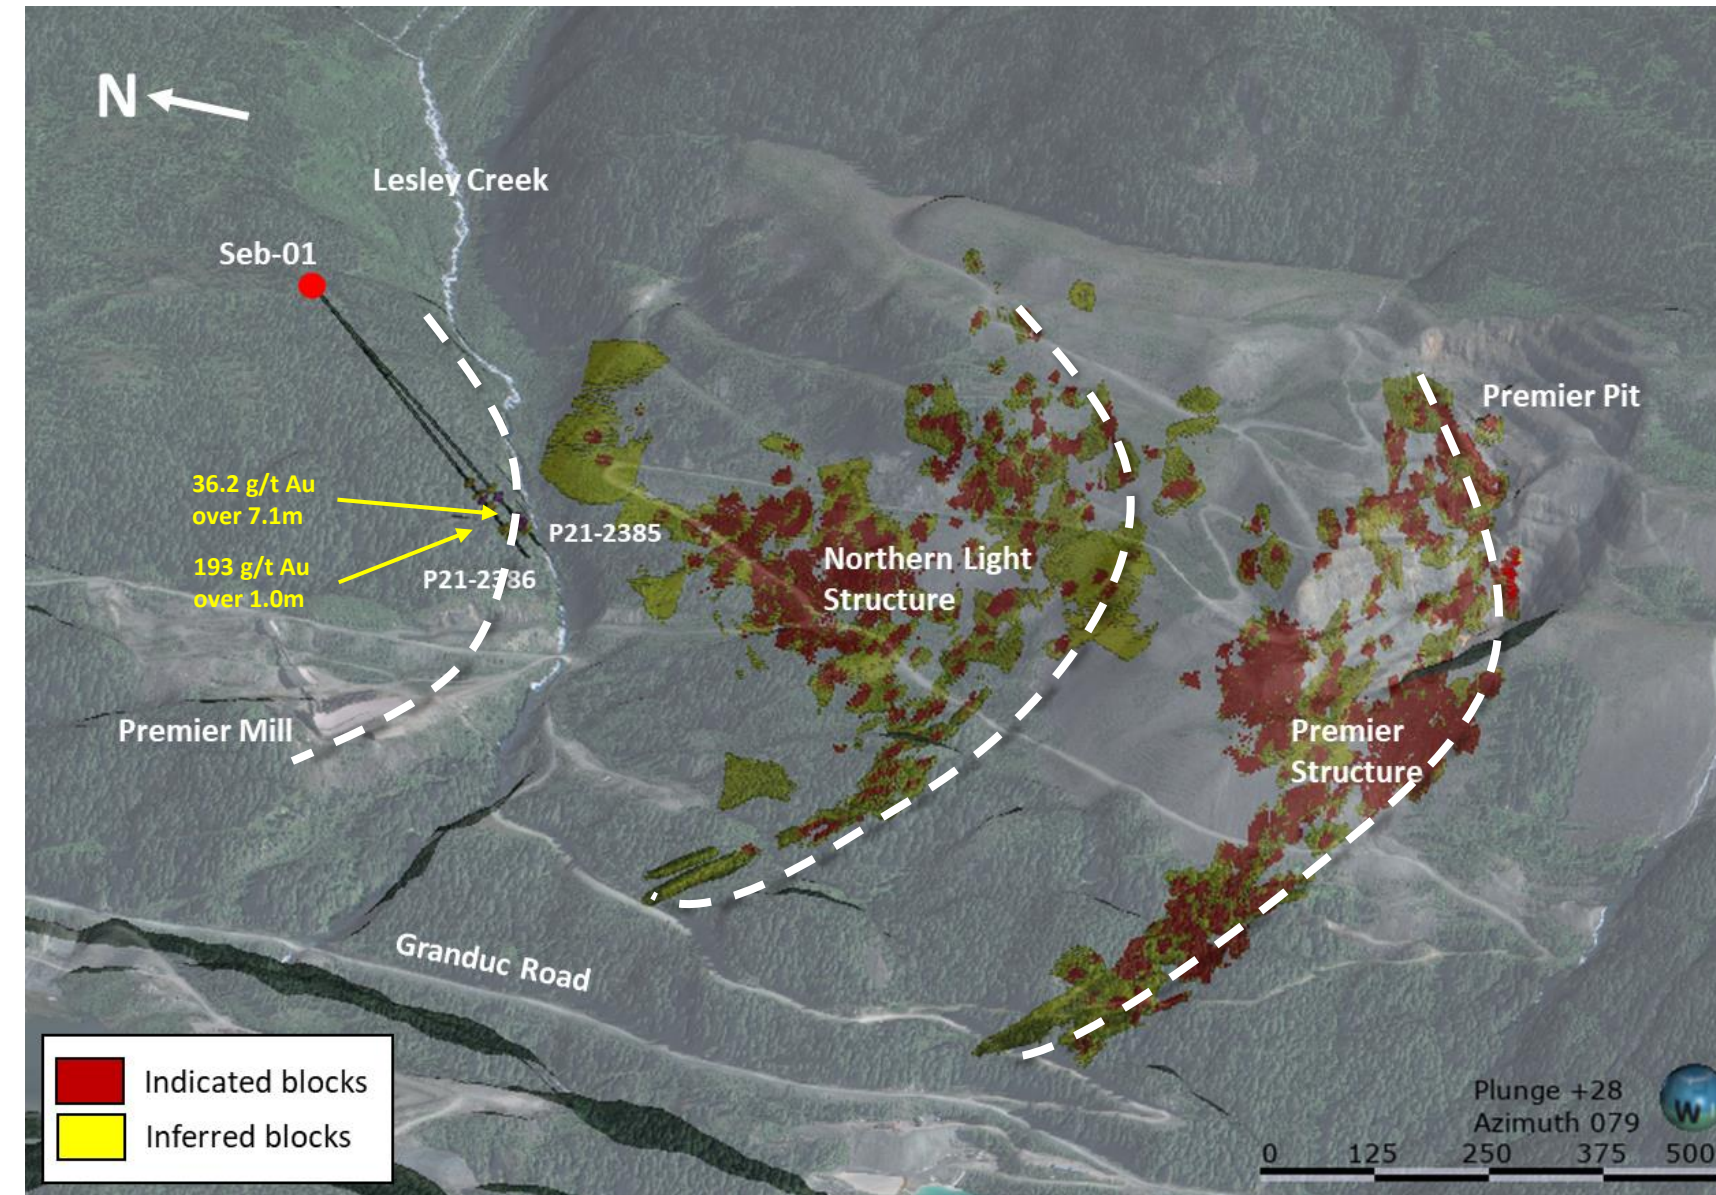 N
Lesley Creek
Seb-01
Premier Pit
36.2 g/t Au
over 7.1m
P21-2385
193 g/t Au
over 1.0m
P21-2386
Northern Light
Structure
Premier Mill
Premier
Structure
Granduc Road
Indicated blocks
Inferred blocks
Plunge +28
Azimuth 079
W
0 125 250 375 500